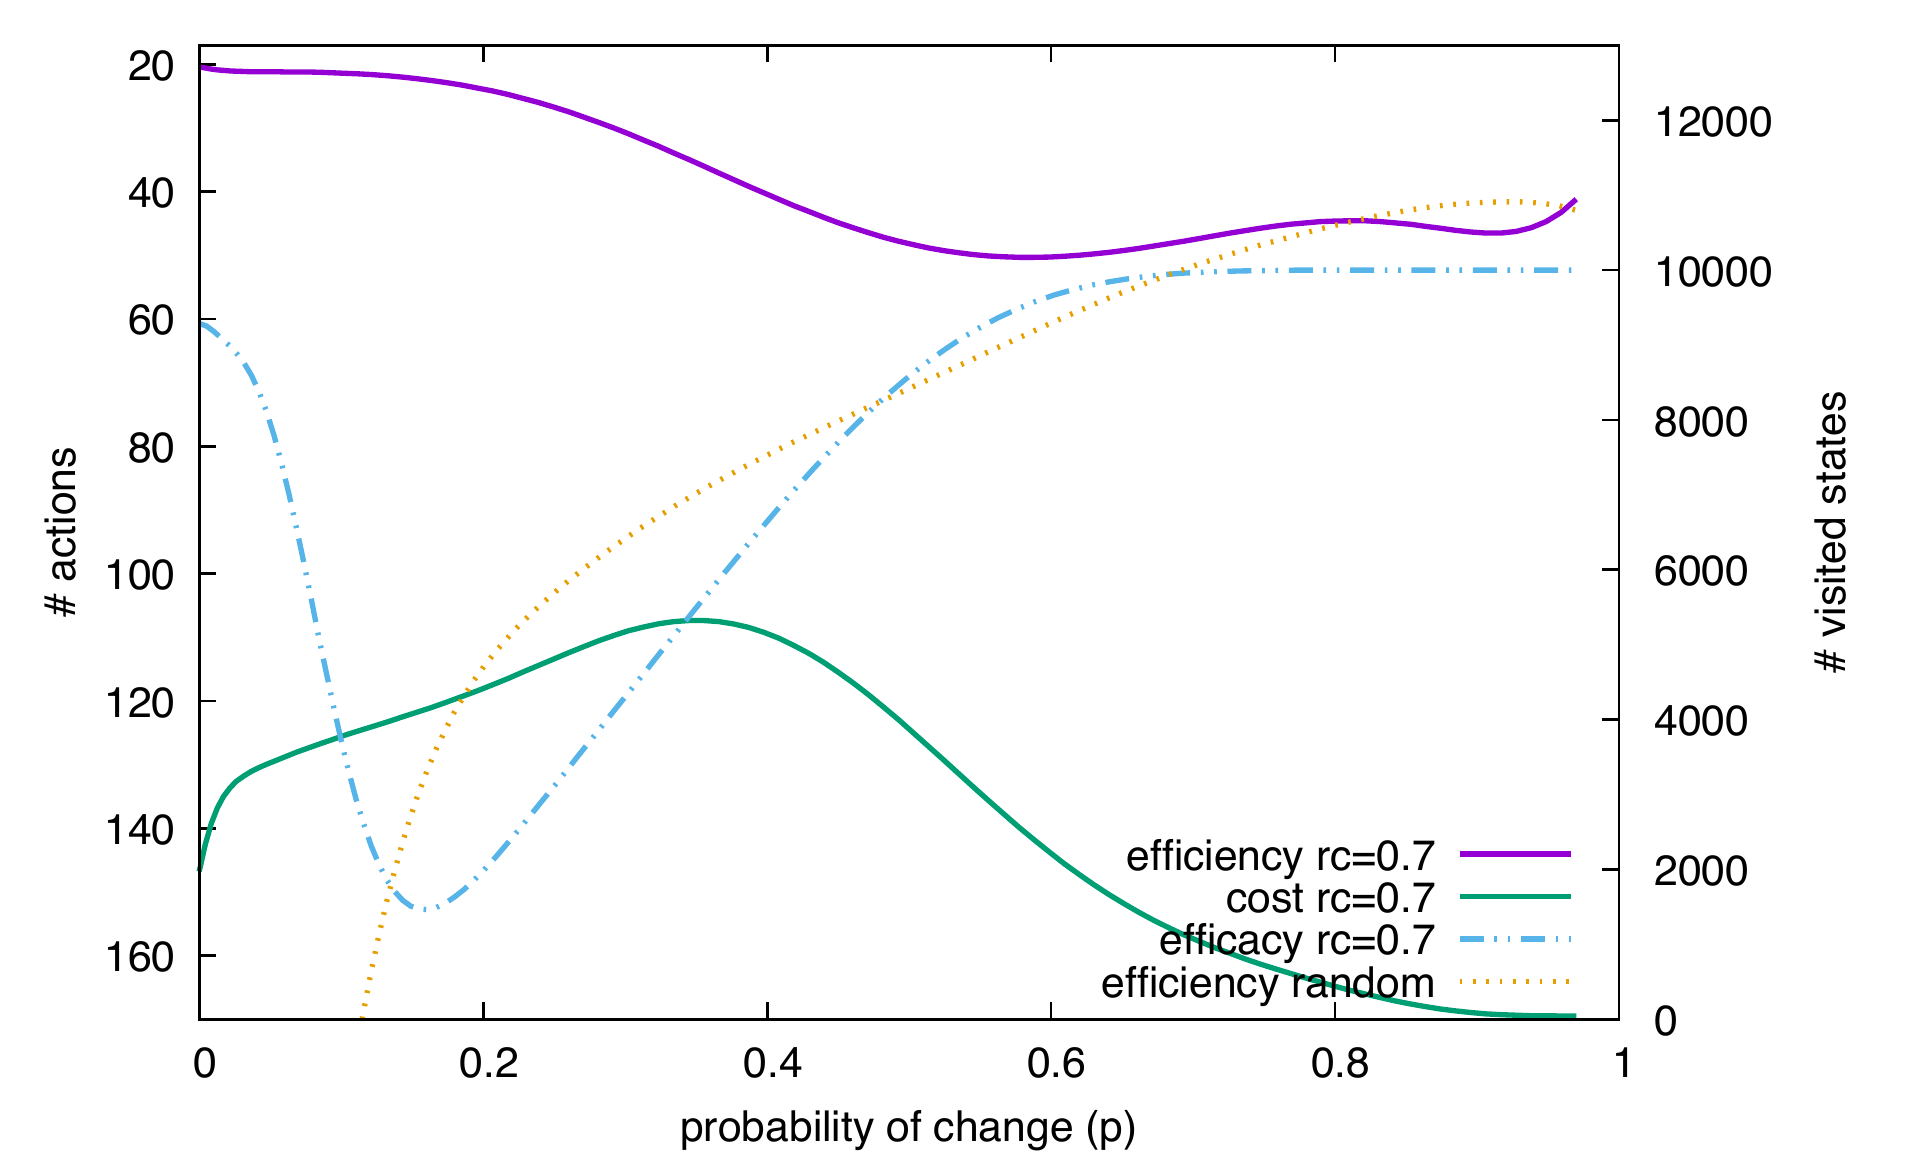 20
40
60
80
100
120
140
160
# actions
12000
10000
8000
6000
4000
2000
0
# visited states
efficiency rc=0.7
cost rc=0.7
efficacy rc=0.7
efficiency random
0 0.2 0.4 0.6 0.8 1
probability of change (p)